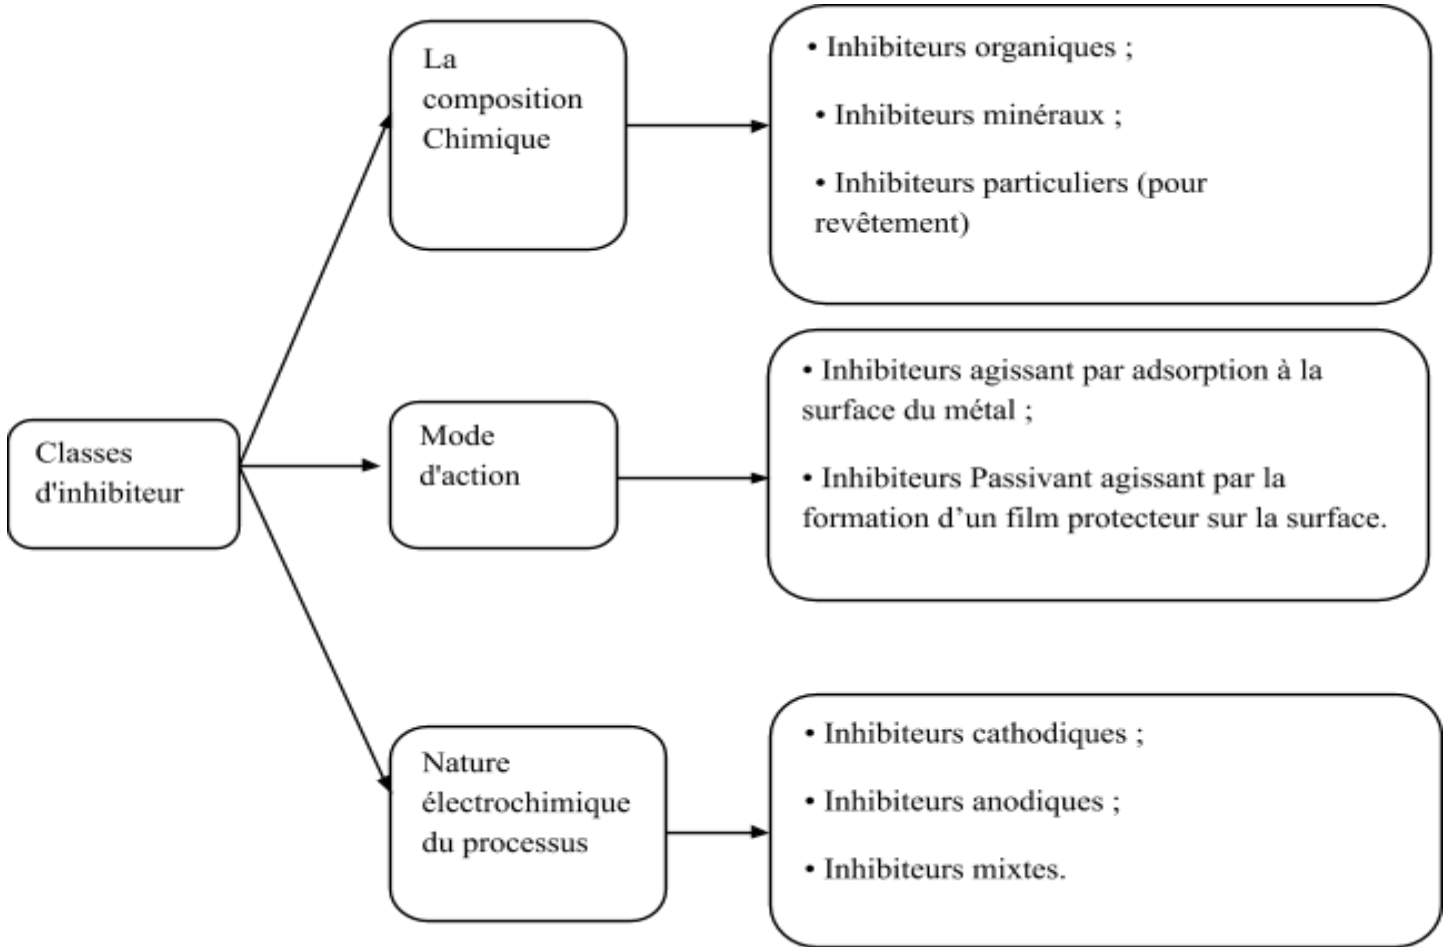 La
composition
Chimique
• Inhibiteurs organiques ;
• Inhibiteurs minéraux ;
• Inhibiteurs particuliers (pour
revêtement)
Classes
d'inhibiteur
Mode
d'action
• Inhibiteurs agissant par adsorption à la
surface du métal ;
• Inhibiteurs Passivant agissant par la
formation d’un film protecteur sur la surface.
Nature
électrochimique
du processus
• Inhibiteurs cathodiques ;
• Inhibiteurs anodiques ;
• Inhibiteurs mixtes.